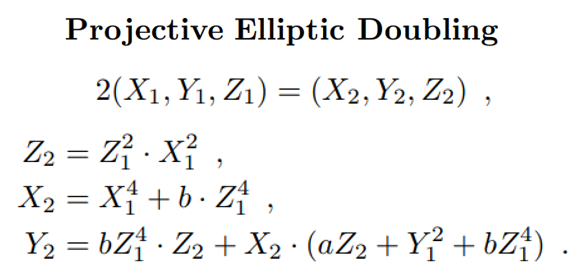 Projective Elliptic Doubling
2(X₁, Y₁, Z₁) = (X₂, Y₂, Z₂) ,
Z₂ = Z₁² · X₁² ,
X₂ = X₁⁴ + b · Z₁⁴ ,
Y₂ = bZ₁⁴ · Z₂ + X₂ · (aZ₂ + Y₁² + bZ₁⁴) .